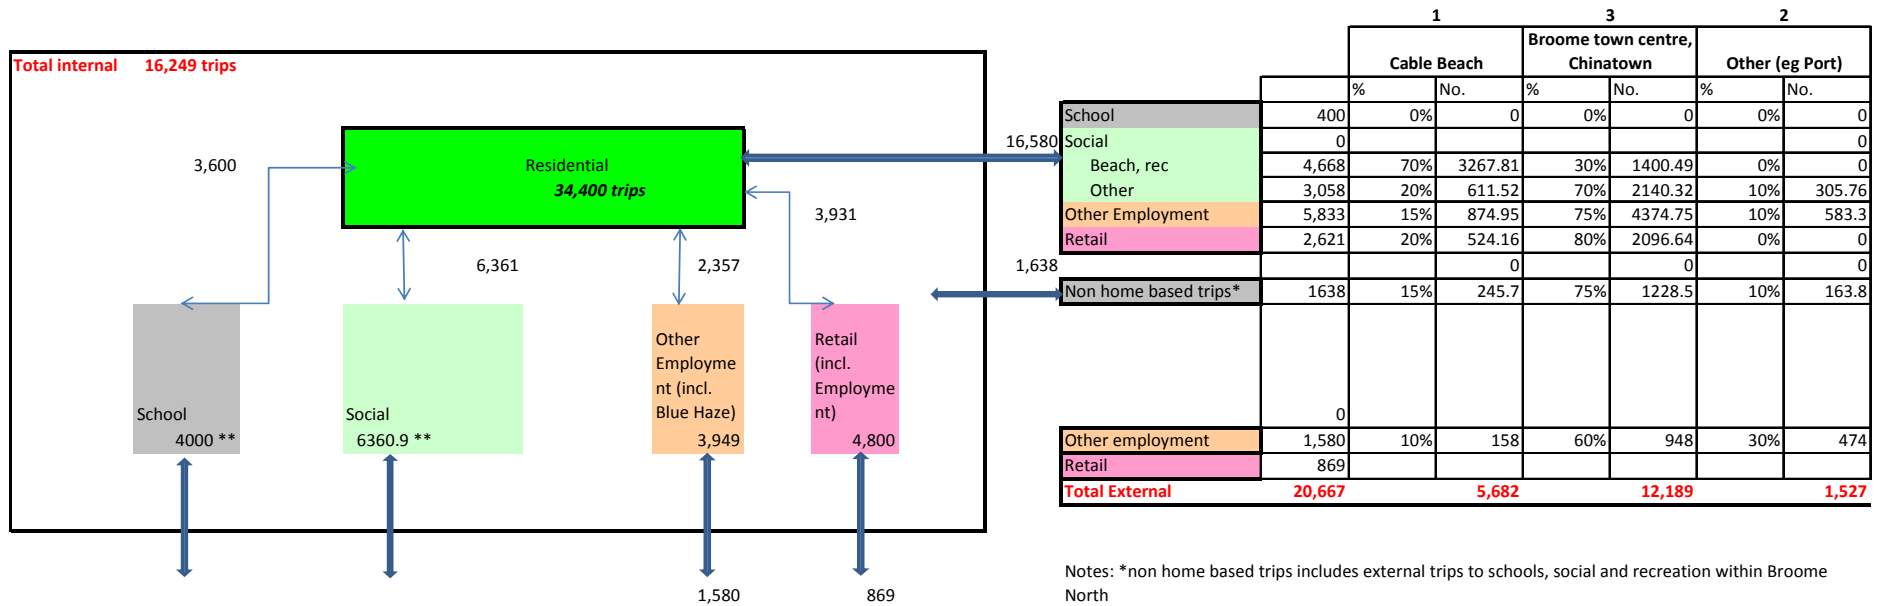 Total internal 16,249 trips
Residential
34,400 trips
3,600
3,931
6,361
2,357
16,580
1,638
School
4000 **
Social
6360.9 **
Other
Employme
nt (incl.
Blue Haze)
3,949
Retail
(incl.
Employme
nt)
4,800
1,580
869
1 3 2
Cable Beach
Broome town centre,
Chinatown
Other (eg Port)
% No. % No. % No.
School 400 0% 0 0% 0 0% 0
Social 0 0
Beach, rec 4,668 70% 3267.81 30% 1400.49 0% 0
Other 3,058 20% 611.52 70% 2140.32 10% 305.76
Other Employment 5,833 15% 874.95 75% 4374.75 10% 583.3
Retail 2,621 20% 524.16 80% 2096.64 0% 0
0 0 0
Non home based trips* 1638 15% 245.7 75% 1228.5 10% 163.8
0
Other employment 1,580 10% 158 60% 948 30% 474
Retail 869
Total External 20,667 5,682 12,189 1,527
Notes: *non home based trips includes external trips to schools, social and recreation within Broome
North